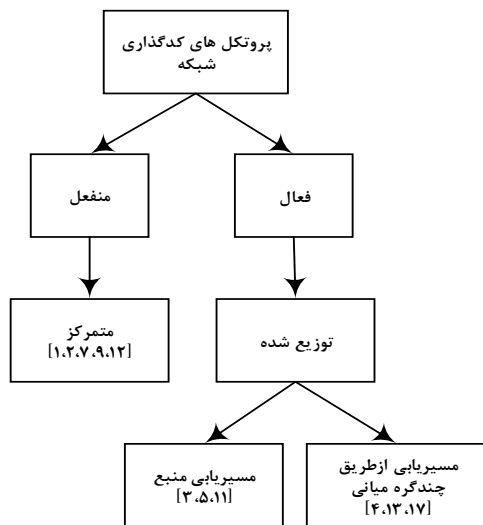 پروتکل های کدگذاری
شبکه
منفعل
فعال
متمرکز
[۱،۲،۷،۹،۱۲]
توزیع شده
مسیریابی منبع
[۳،۵،۱۱]
مسیریابی ازطریق
چندگره میانی
[۴،۱۳،۱۷]